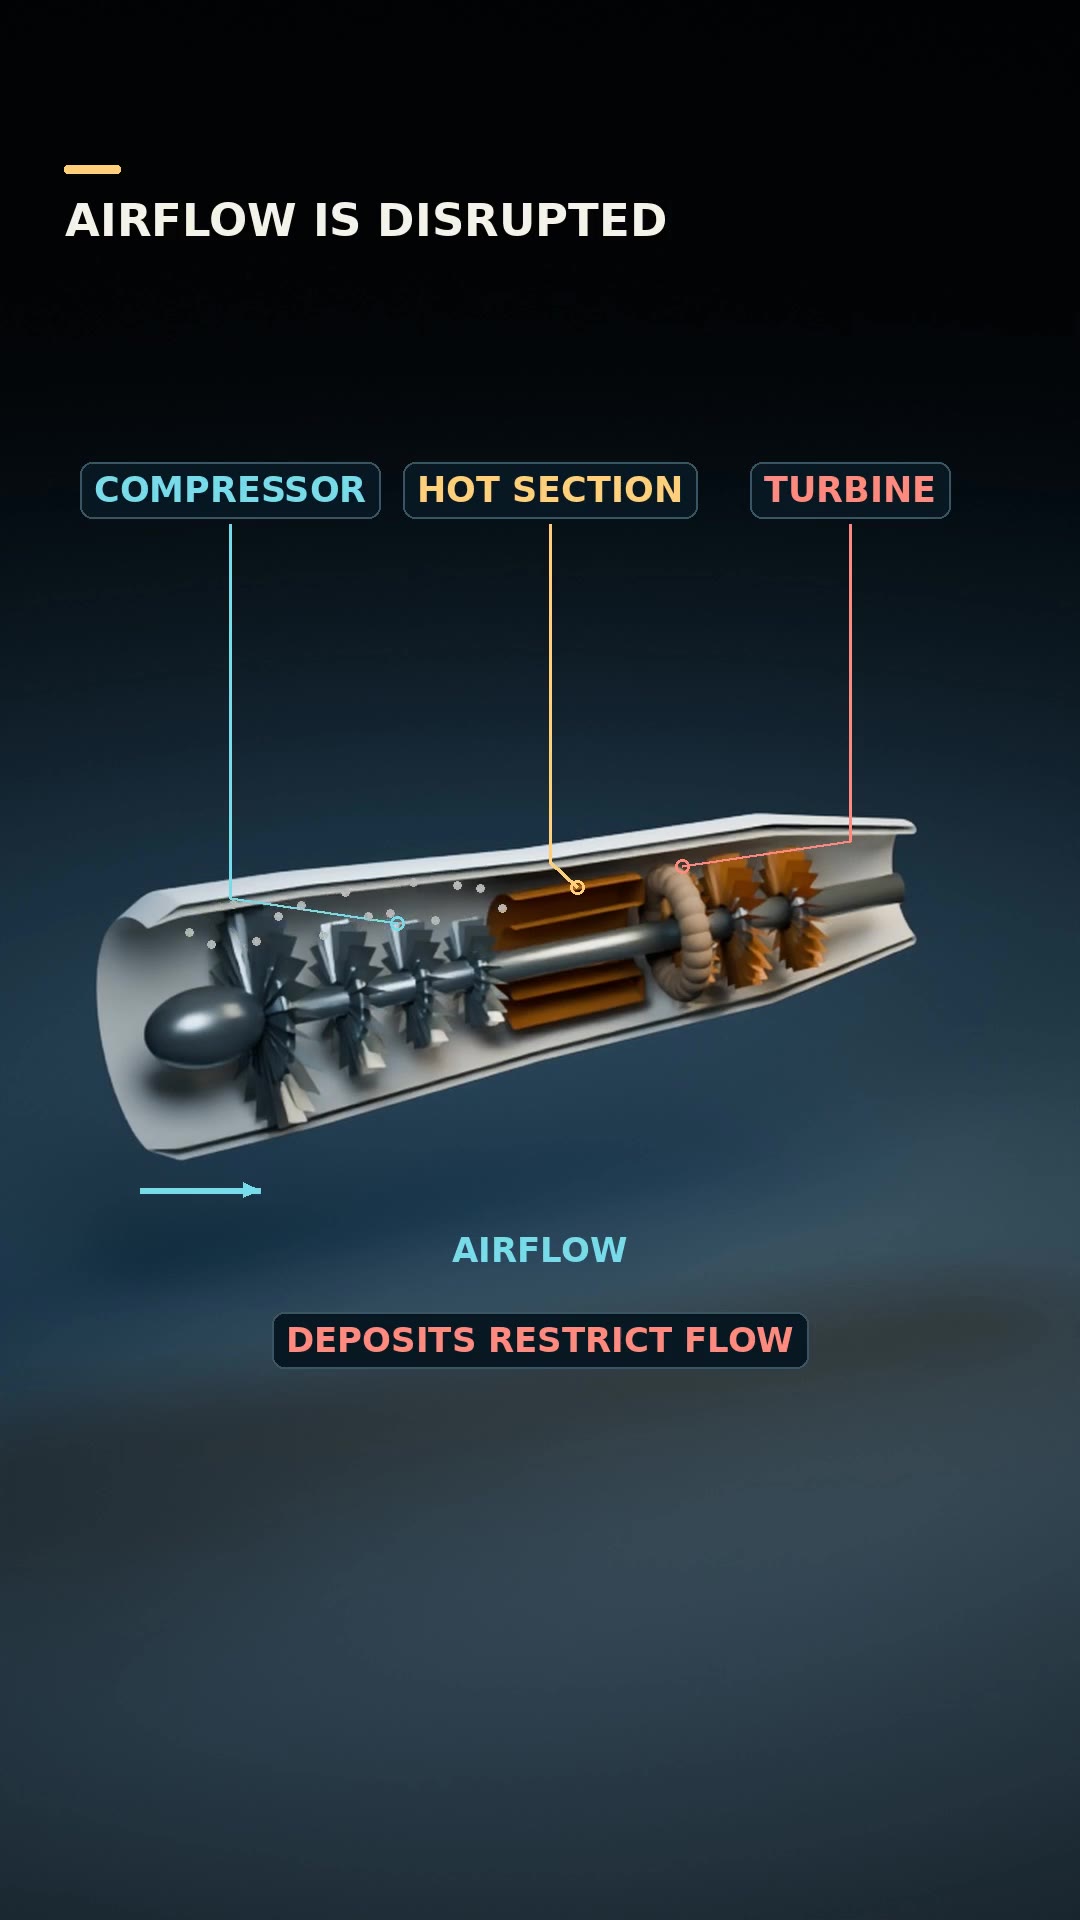 AIRFLOW IS DISRUPTED
COMPRESSOR
HOT SECTION
TURBINE
AIRFLOW
DEPOSITS RESTRICT FLOW